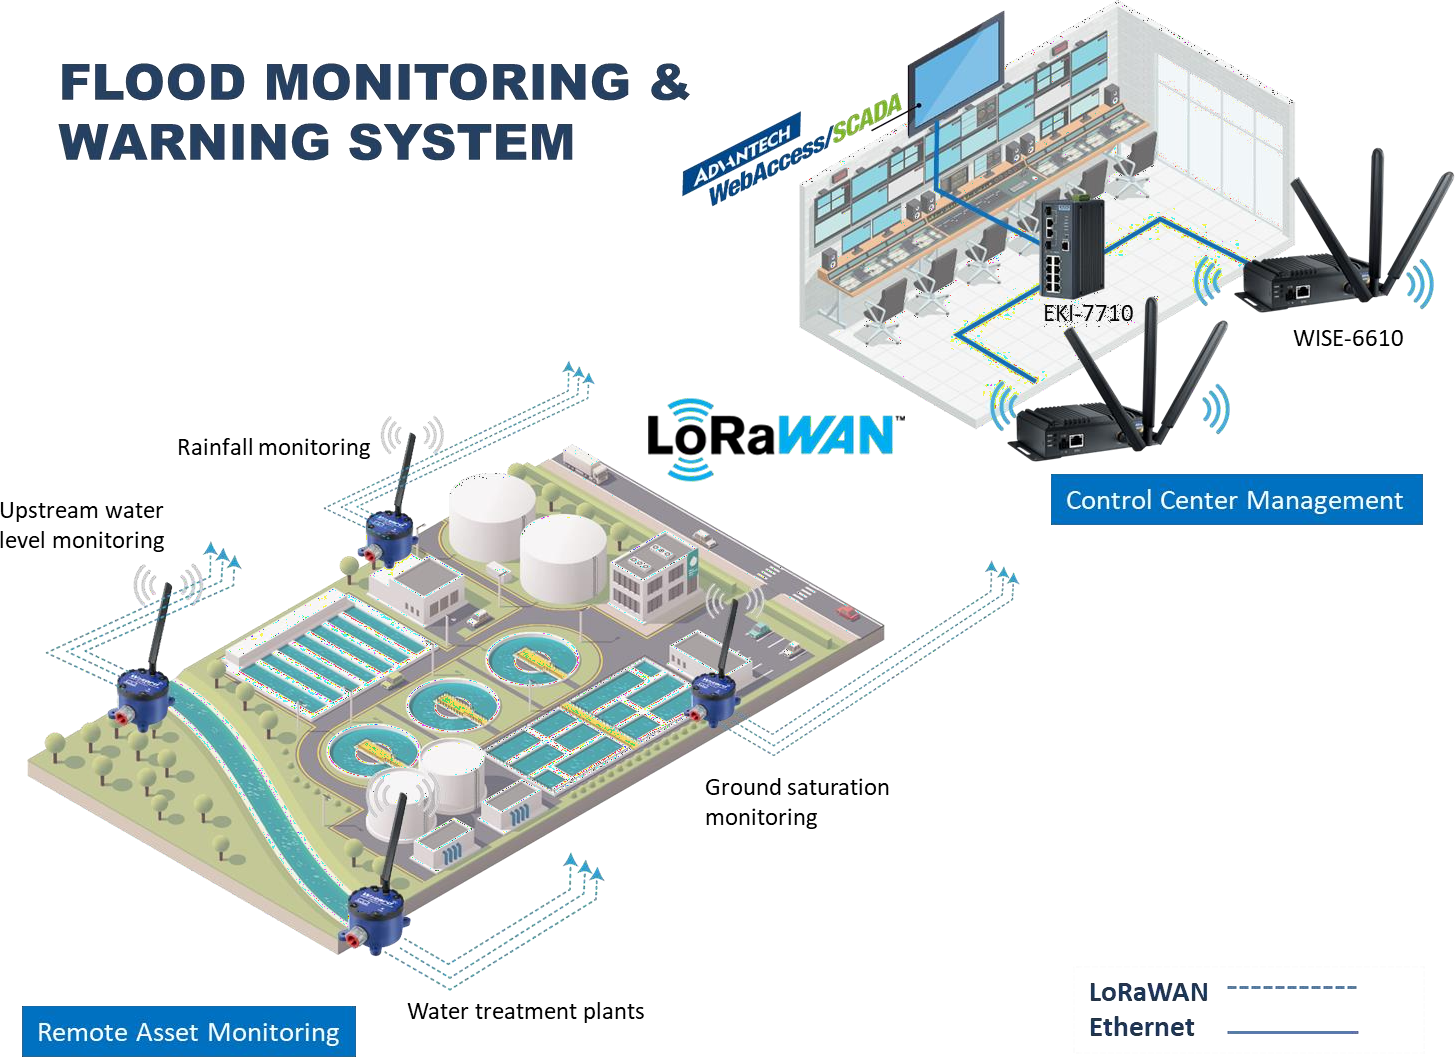 FLOOD MONITORING &
WARNING SYSTEM
ADVANTECH
WebAccess/SCADA
EKI-7710
WISE-6610
LoRaWAN™
Control Center Management
Rainfall monitoring
Upstream water
level monitoring
Ground saturation
monitoring
Water treatment plants
Remote Asset Monitoring
LoRaWAN
Ethernet